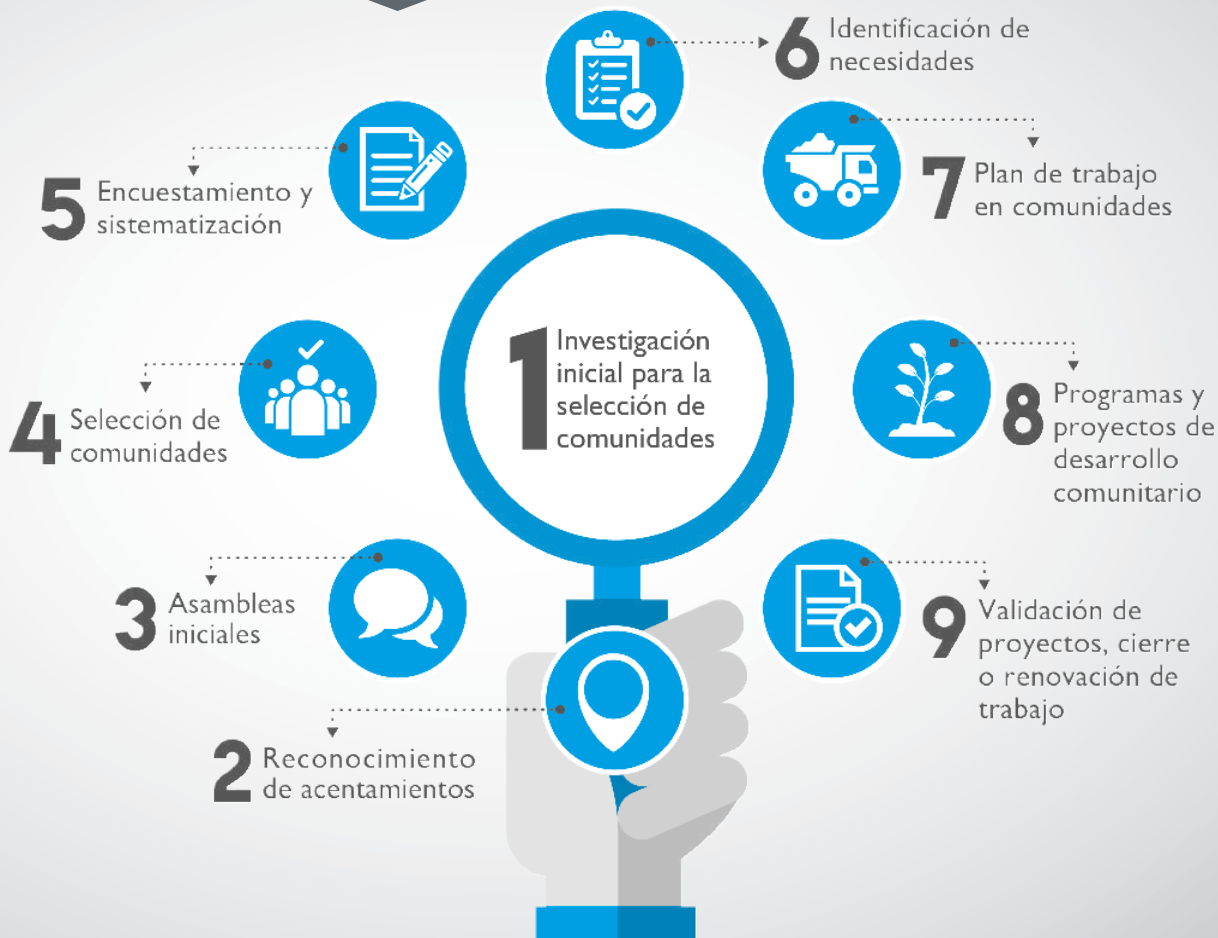 1
Investigación
inicial para la
selección de
comunidades
2
Reconocimiento
de acentamientos
3
Asambleas
iniciales
4
Selección de
comunidades
5
Encuestamiento y
sistematización
6
Identificación de
necesidades
7
Plan de trabajo
en comunidades
8
Programas y
proyectos de
desarrollo
comunitario
9
Validación de
proyectos, cierre
o renovación de
trabajo